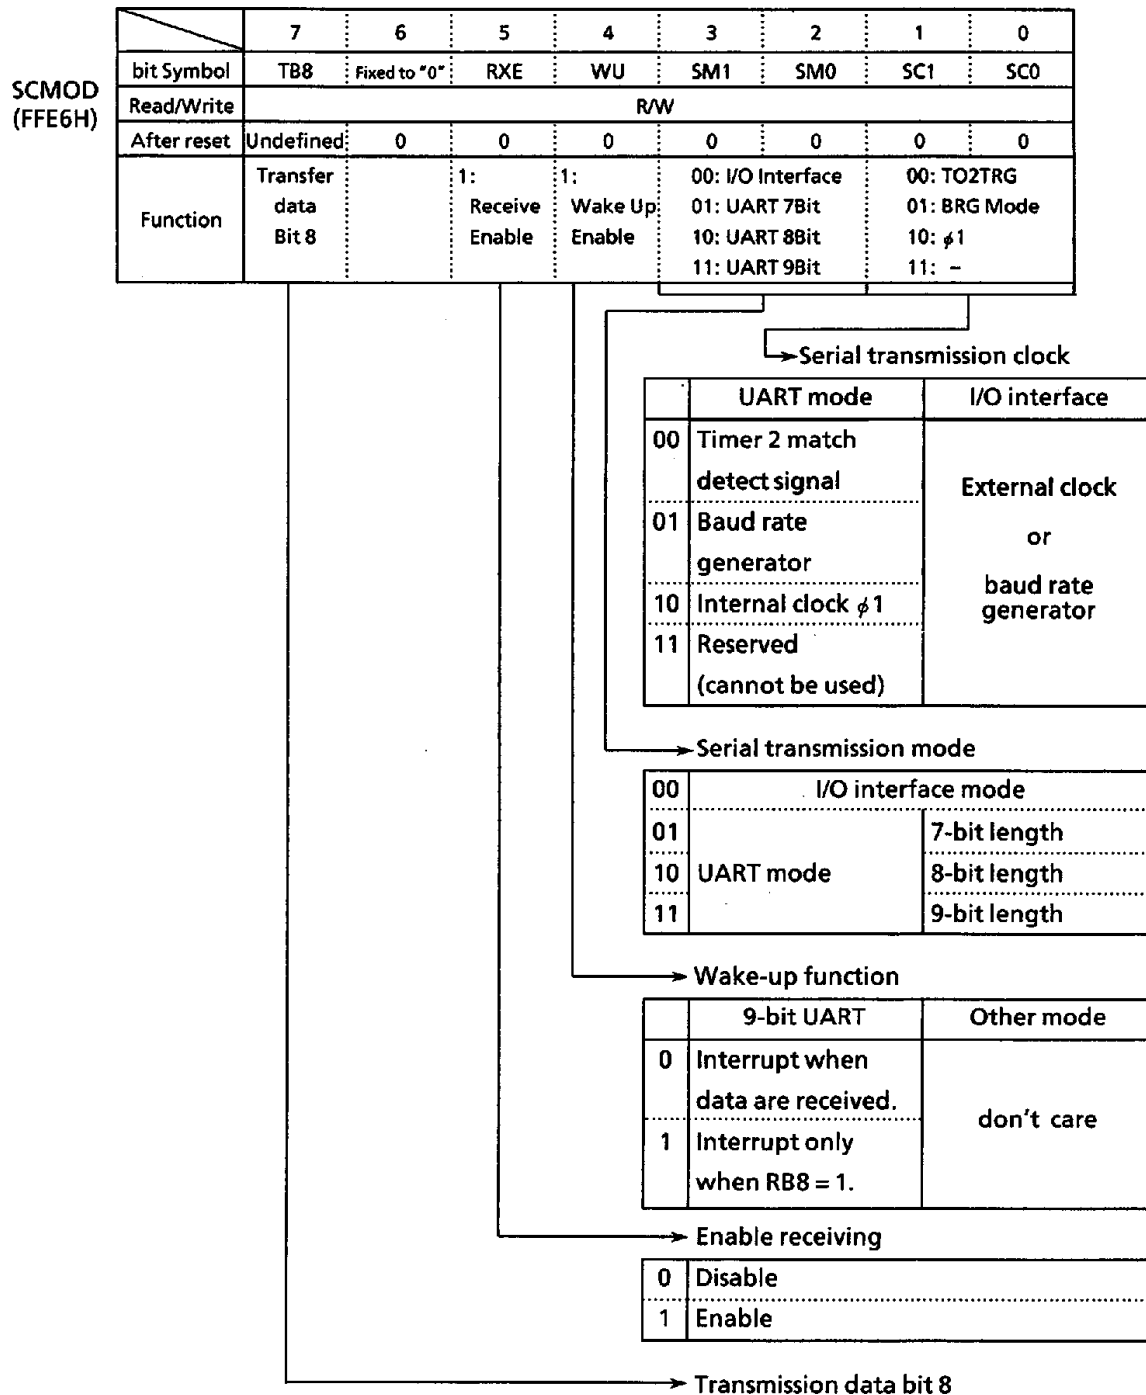 7 6 5 4 3 2 1 0
SCMOD
(FFE6H)
bit Symbol TB8 Fixed to "0" RXE WU SM1 SM0 SC1 SC0
Read/Write R/W
After reset Undefined 0 0 0 0 0 0 0
Function
Transfer
data
Bit 8
1:
Receive
Enable
1:
Wake Up
Enable
00: I/O Interface
01: UART 7Bit
10: UART 8Bit
11: UART 9Bit
00: TO2TRG
01: BRG Mode
10: ϕ1
11: –
Serial transmission clock
UART mode I/O interface
00 Timer 2 match
detect signal
01 Baud rate
generator
10 Internal clock ϕ1
11 Reserved
(cannot be used)
External clock
or
baud rate
generator
Serial transmission mode
00 I/O interface mode
01 7-bit length
10 UART mode 8-bit length
11 9-bit length
Wake-up function
9-bit UART Other mode
0 Interrupt when
data are received.
1 Interrupt only
when RB8 = 1.
don't care
Enable receiving
0 Disable
1 Enable
Transmission data bit 8